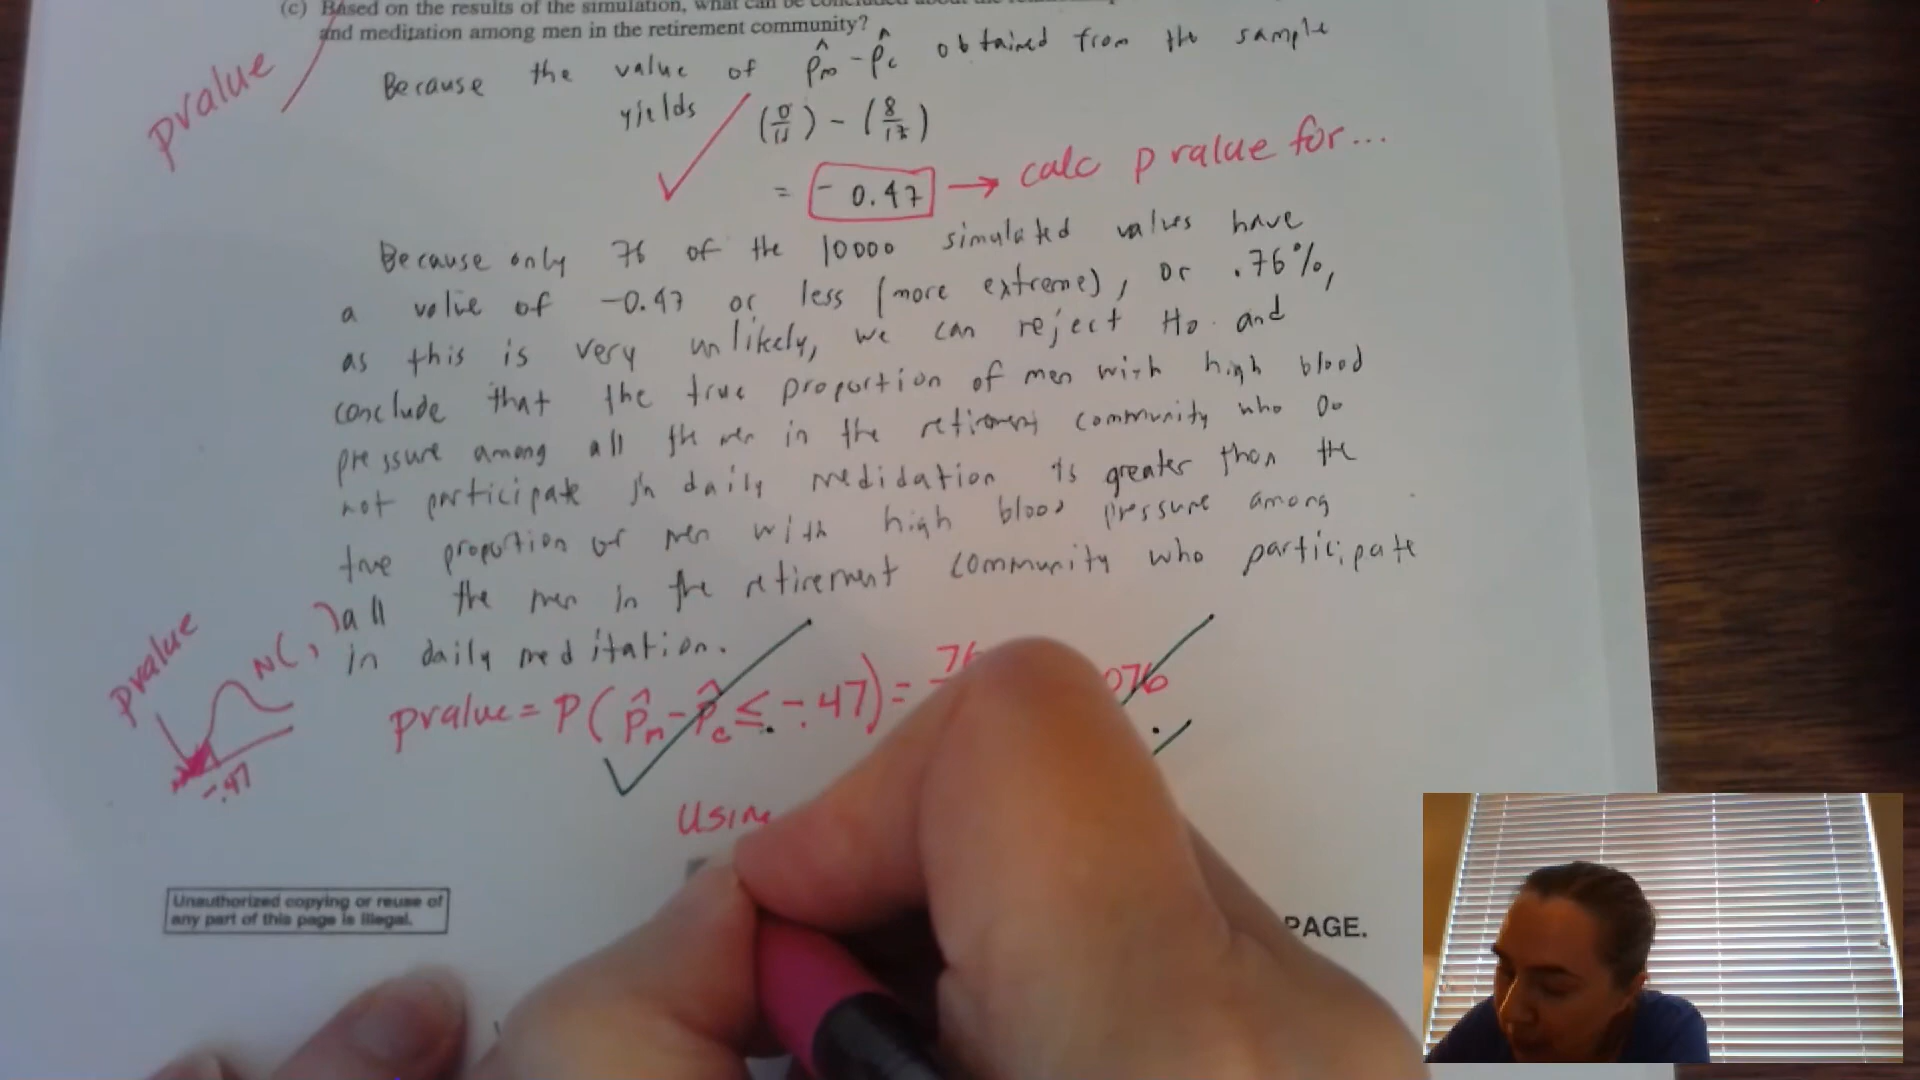 (c) Based on the results of the simulation, what can be concluded about the
and meditation among men in the retirement community?
pvalue
Because the value of p̂m - p̂c obtained from the sample
yields (0/11) - (8/17)
= - 0.47 → calc pvalue for...
Because only 76 of the 10000 simulated values have
a value of -0.47 or less (more extreme), or .76%,
as this is very unlikely, we can reject Ho and
conclude that the true proportion of men with high blood
pressure among all the men in the retirement community who do
not participate in daily medidation is greater than the
true proportion of men with high blood pressure among
all the men in the retirement community who participate
in daily meditation.
pvalue
N( , )
-.47
pvalue = P(p̂m - p̂c ≤ -.47) = 76 076
Using
Unauthorized copying or reuse of
any part of this page is illegal.
PAGE.